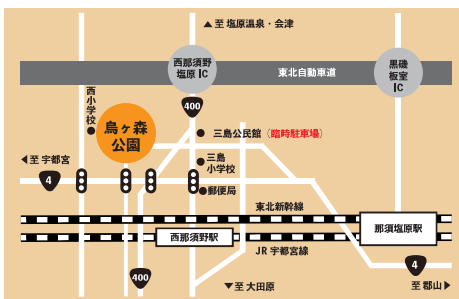 ▲至 塩原温泉・会津
西那須野
塩原 IC
黒磯
板室
IC
東北自動車道
西小学校
400
烏ヶ森
公園
三島公民館（臨時駐車場）
◀至 宇都宮
三島
小学校
4
郵便局
東北新幹線
西那須野駅
那須塩原駅
JR 宇都宮線
4
400
▼至 大田原
至 郡山▶